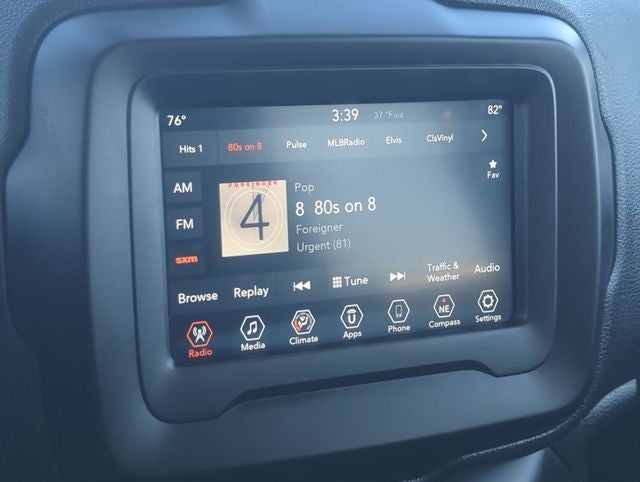 76° 3:39 37 °F out 82°
Hits 1 80s on 8 Pulse MLBRadio Elvis ClsVinyl
Fav
AM
FM
sxm
FOREIGNER
4
Pop
8 80s on 8
Foreigner
Urgent (81)
Browse Replay Tune Traffic & Weather Audio
U NE
Radio Media Climate Apps Phone Compass Settings